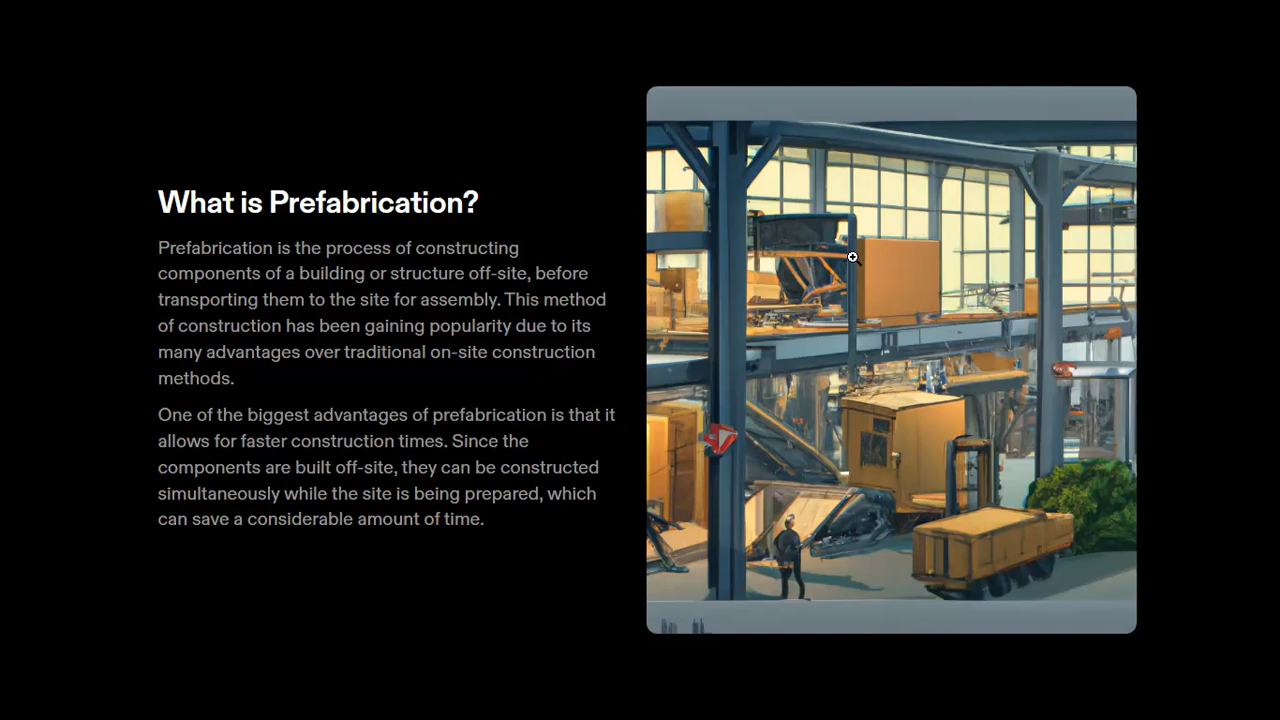 What is Prefabrication?
Prefabrication is the process of constructing
components of a building or structure off-site, before
transporting them to the site for assembly. This method
of construction has been gaining popularity due to its
many advantages over traditional on-site construction
methods.
One of the biggest advantages of prefabrication is that it
allows for faster construction times. Since the
components are built off-site, they can be constructed
simultaneously while the site is being prepared, which
can save a considerable amount of time.